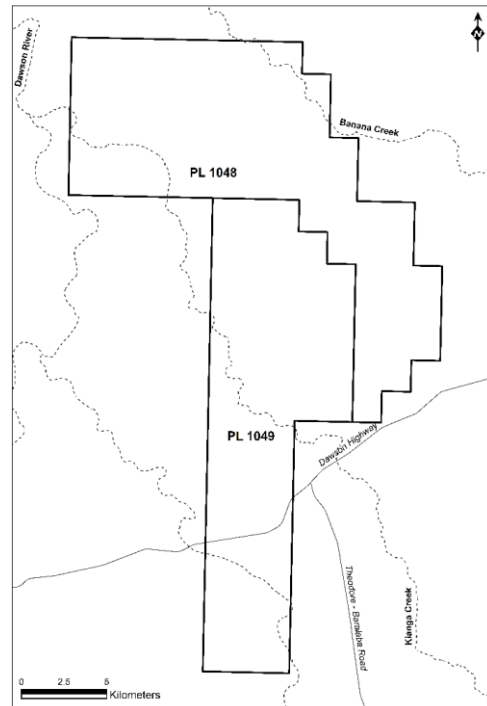 Dawson River
N
Banana Creek
PL 1048
PL 1049
Dawson Highway
Theodore - Baralaba Road
Kianga Creek
0 2.5 5
Kilometers